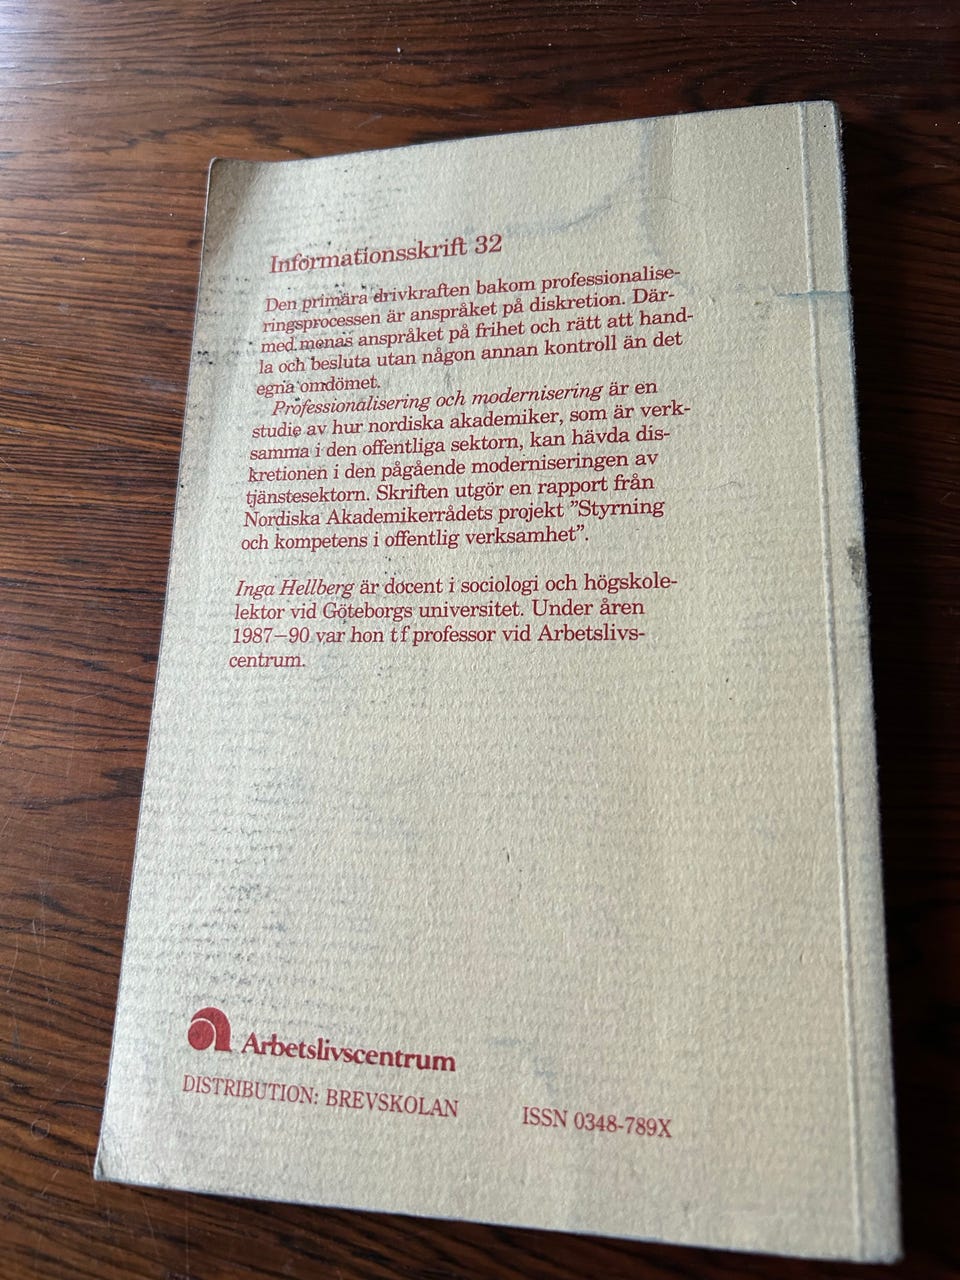 Informationsskrift 32
Den primära drivkraften bakom professionalise-
ringsprocessen är anspråket på diskretion. Där-
med menas anspråket på frihet och rätt att hand-
la och besluta utan någon annan kontroll än det
egna omdömet.
Professionalisering och modernisering är en
studie av hur nordiska akademiker, som är verk-
samma i den offentliga sektorn, kan hävda dis-
kretionen i den pågående moderniseringen av
tjänstesektorn. Skriften utgör en rapport från
Nordiska Akademikerrådets projekt ”Styrning
och kompetens i offentlig verksamhet”.
Inga Hellberg är docent i sociologi och högskole-
lektor vid Göteborgs universitet. Under åren
1987–90 var hon t f professor vid Arbetslivs-
centrum.
Arbetslivscentrum
DISTRIBUTION: BREVSKOLAN
ISSN 0348-789X